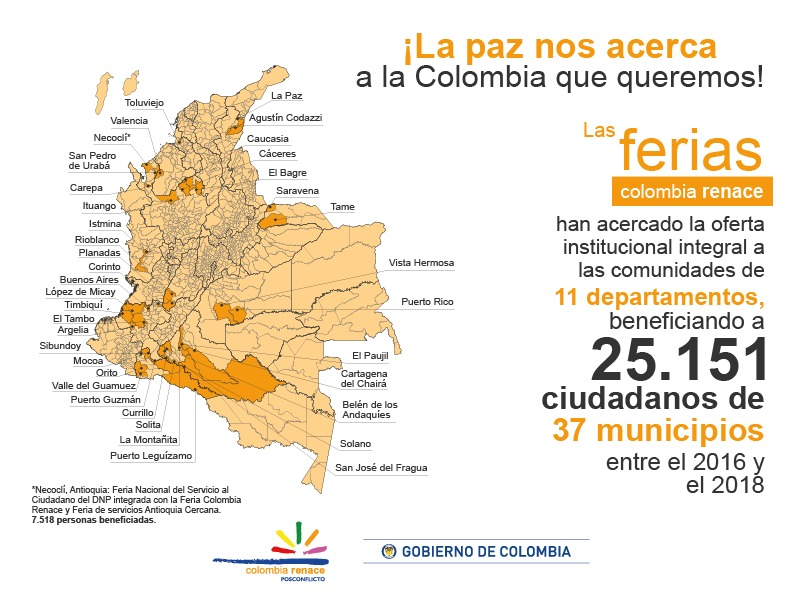 ¡La paz nos acerca
a la Colombia que queremos!
Las
ferias
colombia renace
han acercado la oferta
institucional integral a
las comunidades de
11 departamentos,
beneficiando a
25.151
ciudadanos de
37 municipios
entre el 2016 y
el 2018
Toluviejo
Valencia
Necoclí*
San Pedro
de Urabá
Carepa
Ituango
Istmina
Rioblanco
Planadas
Corinto
Buenos Aires
López de Micay
Timbiquí
El Tambo
Argelia
Sibundoy
Mocoa
Orito
Valle del Guamuez
Puerto Guzmán
Currillo
Solita
La Montañita
Puerto Leguízamo
La Paz
Agustín Codazzi
Caucasia
Cáceres
El Bagre
Saravena
Tame
Vista Hermosa
Puerto Rico
El Paujil
Cartagena
del Chairá
Belén de los
Andaquíes
Solano
San José del Fragua
*Necoclí, Antioquia: Feria Nacional del Servicio al
Ciudadano del DNP integrada con la Feria Colombia
Renace y Feria de servicios Antioquia Cercana.
7.518 personas beneficiadas.
colombia renace
POSCONFLICTO
GOBIERNO DE COLOMBIA